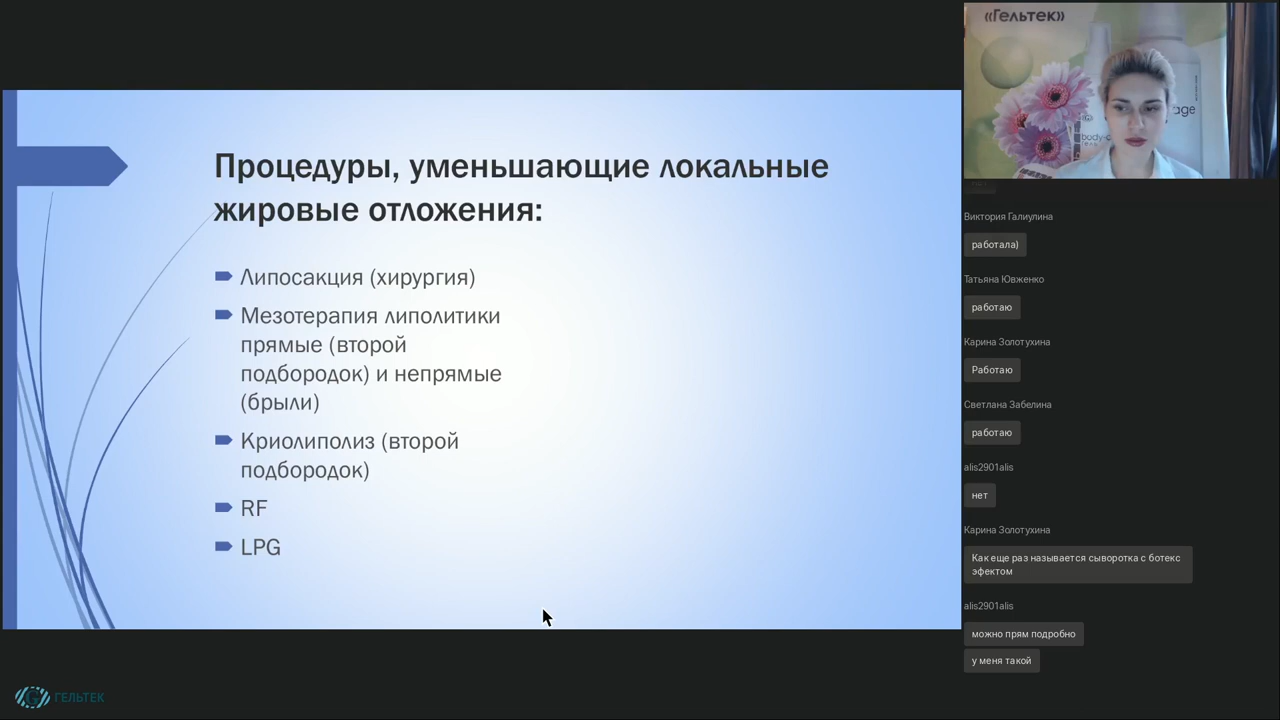 Процедуры, уменьшающие локальные
жировые отложения:
Липосакция (хирургия)
Мезотерапия липолитики
прямые (второй
подбородок) и непрямые
(брыли)
Криолиполиз (второй
подбородок)
RF
LPG
ГЕЛЬТЕК
«Гельтек»
age
Виктория Галиулина
работала)
Татьяна Ювженко
работаю
Карина Золотухина
Работаю
Светлана Забелина
работаю
alis2901alis
нет
Карина Золотухина
Как еще раз называется сыворотка с ботекс
эфектом
alis2901alis
можно прям подробно
у меня такой